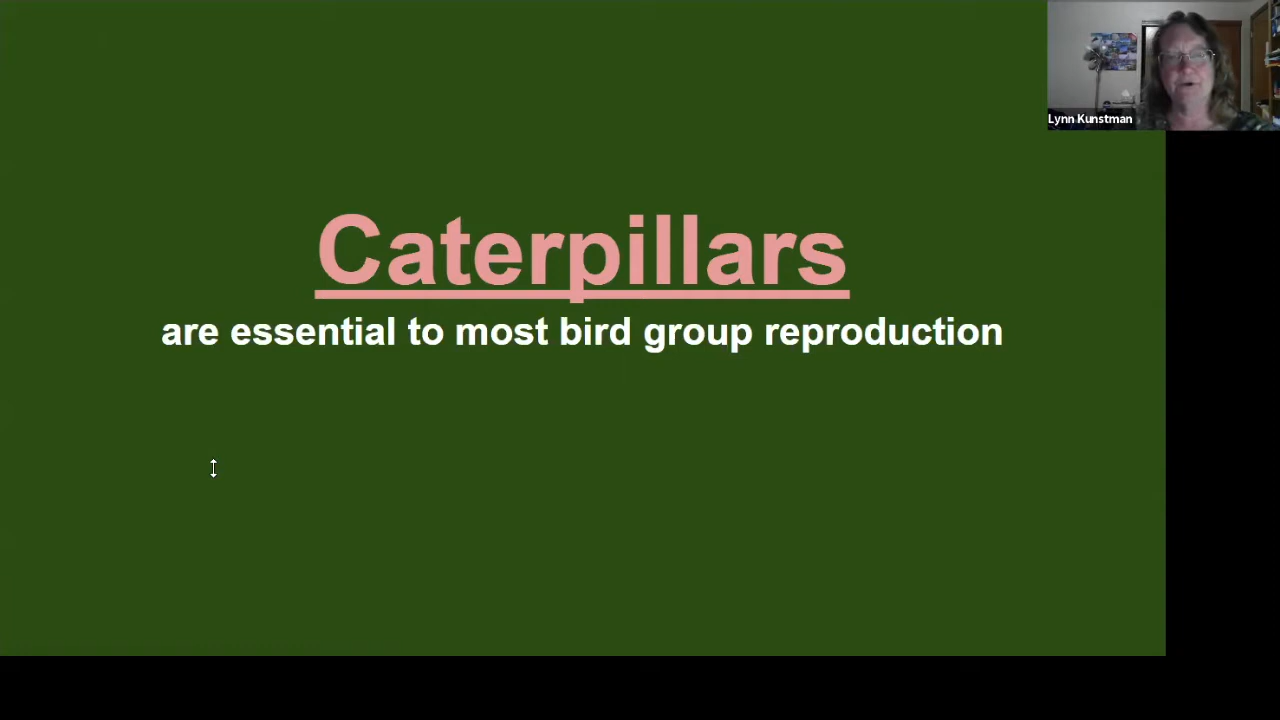 Lynn Kunstman
Caterpillars
are essential to most bird group reproduction